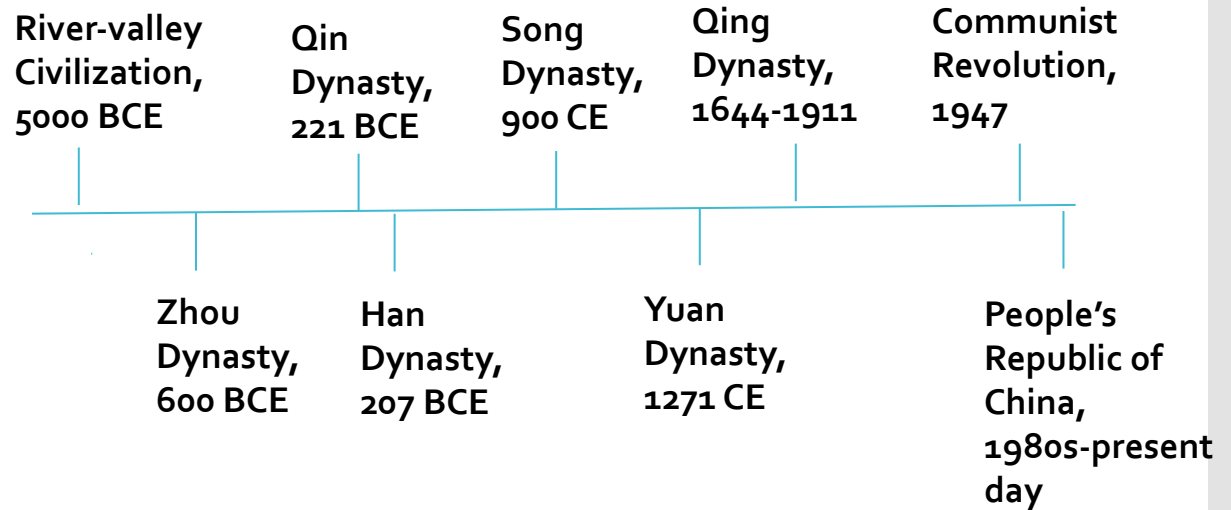 River-valley
Civilization,
5000 BCE
Qin
Dynasty,
221 BCE
Song
Dynasty,
900 CE
Qing
Dynasty,
1644-1911
Communist
Revolution,
1947
Zhou
Dynasty,
600 BCE
Han
Dynasty,
207 BCE
Yuan
Dynasty,
1271 CE
People’s
Republic of
China,
1980s-present
day